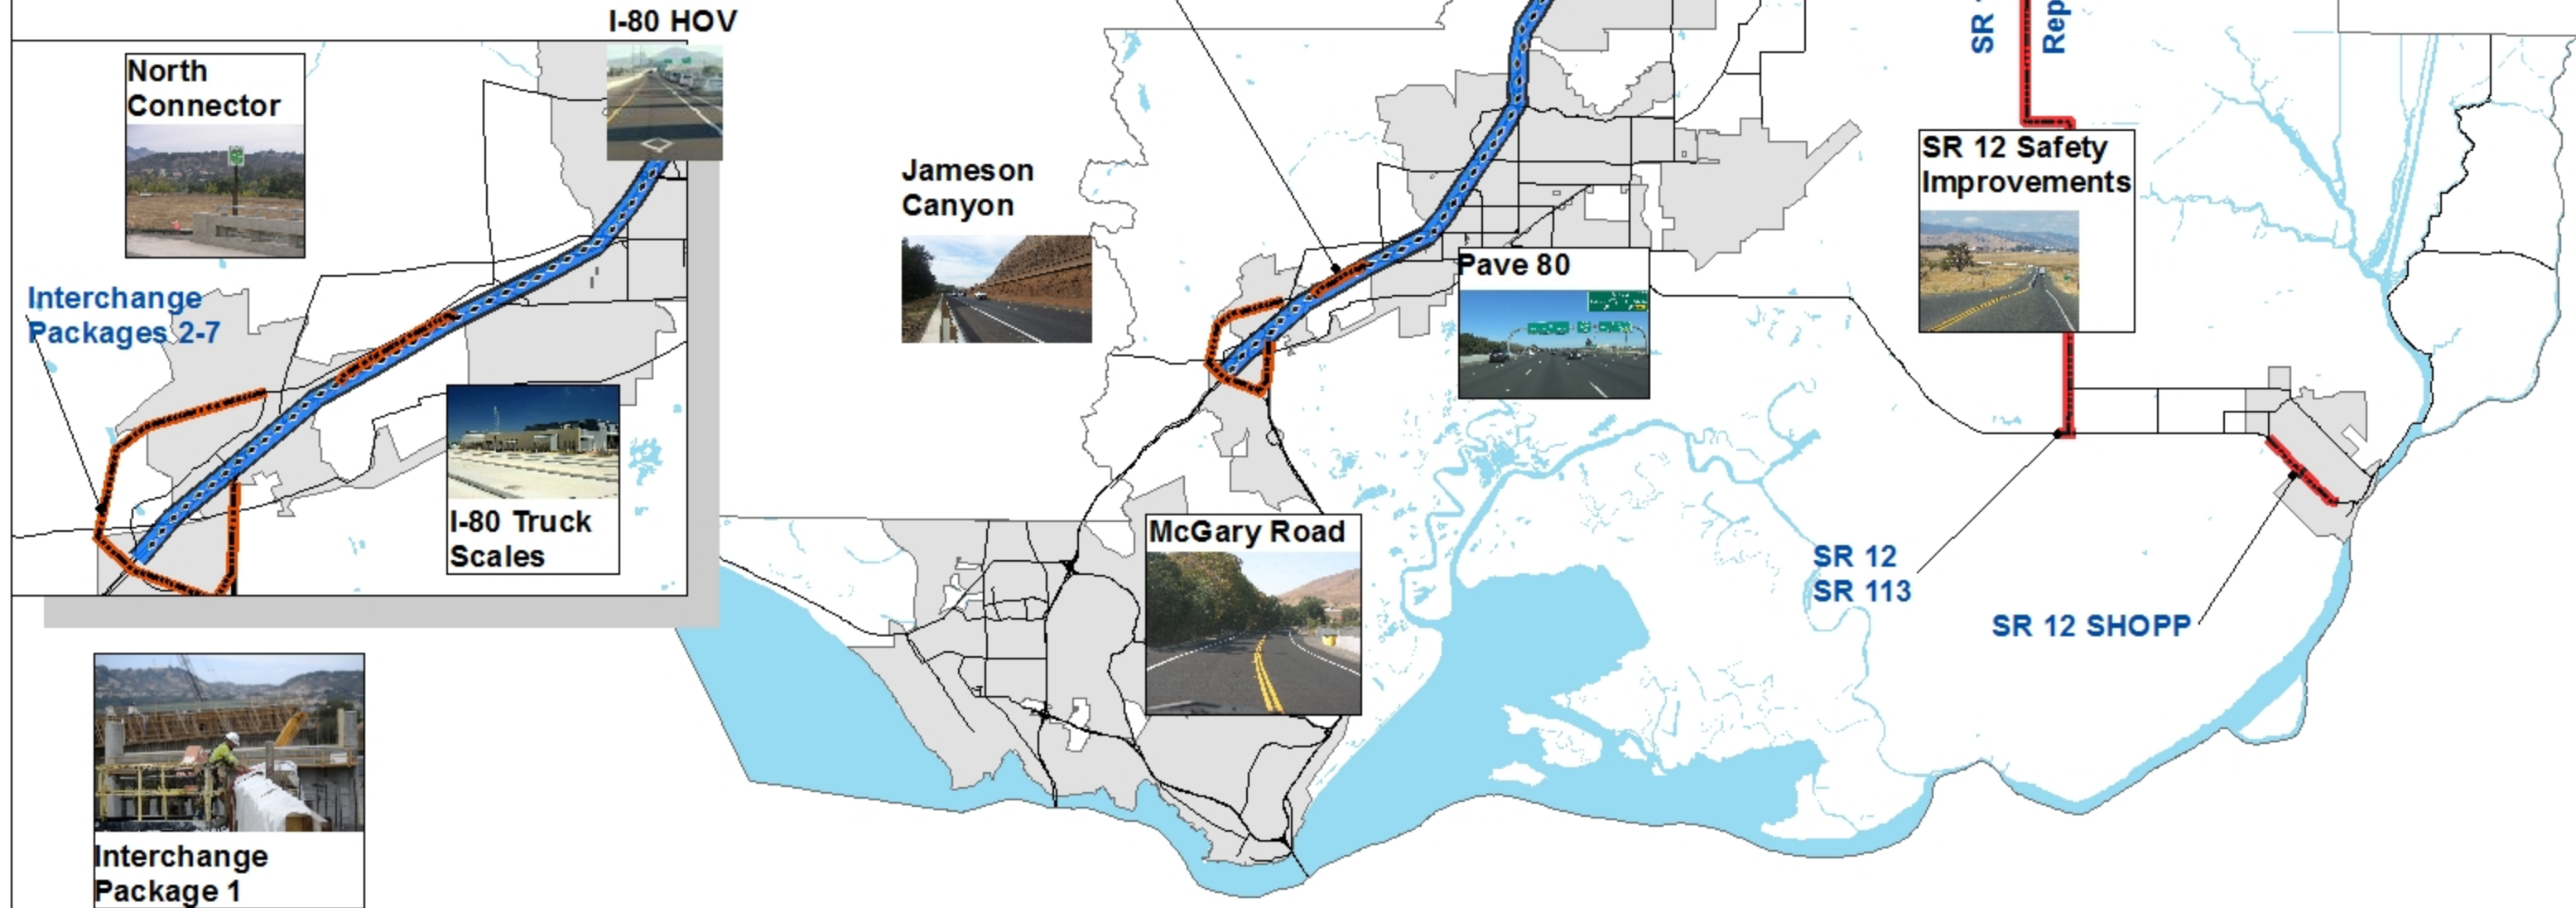 I-80 HOV
North
Connector
Interchange
Packages 2-7
I-80 Truck
Scales
Interchange
Package 1
Jameson
Canyon
Pave 80
McGary Road
SR 12 Safety
Improvements
SR 12
SR 113
SR 12 SHOPP
SR
Rep